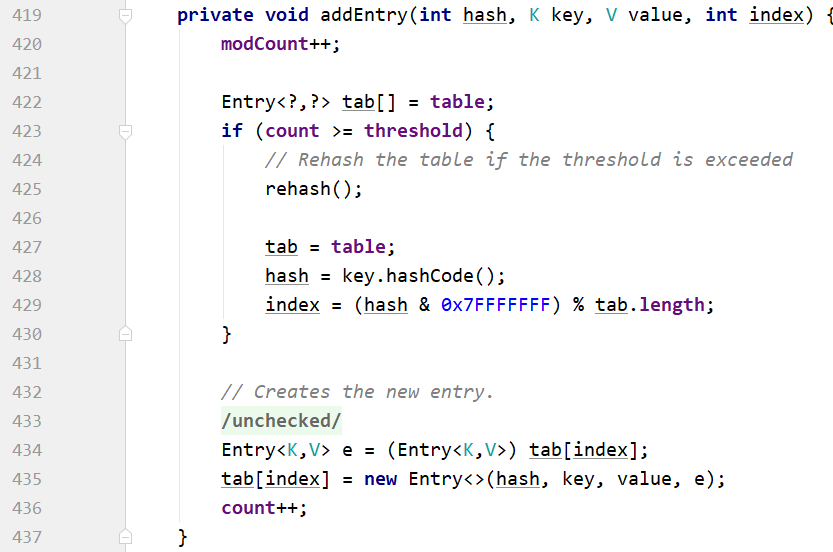 419 private void addEntry(int hash, K key, V value, int index) {
420 modCount++;
421
422 Entry<?,?> tab[] = table;
423 if (count >= threshold) {
424 // Rehash the table if the threshold is exceeded
425 rehash();
426
427 tab = table;
428 hash = key.hashCode();
429 index = (hash & 0x7FFFFFFF) % tab.length;
430 }
431
432 // Creates the new entry.
433 /unchecked/
434 Entry<K,V> e = (Entry<K,V>) tab[index];
435 tab[index] = new Entry<>(hash, key, value, e);
436 count++;
437 }